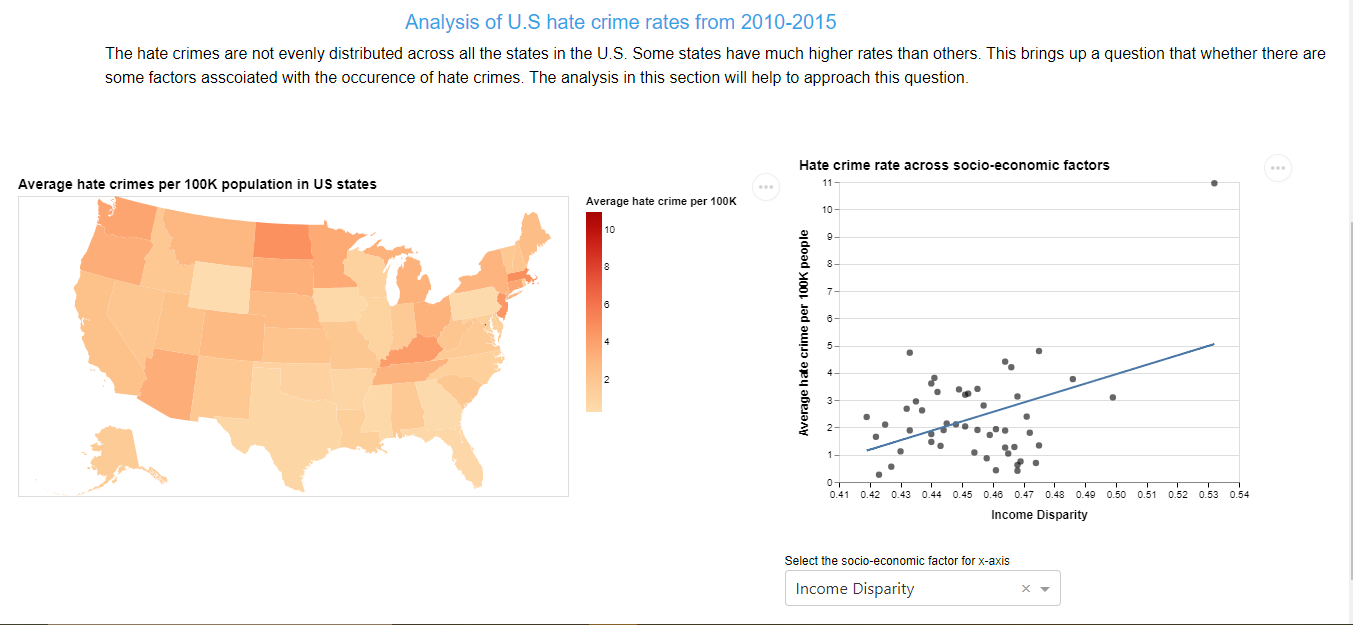 Analysis of U.S hate crime rates from 2010-2015
The hate crimes are not evenly distributed across all the states in the U.S. Some states have much higher rates than others. This brings up a question that whether there are
some factors asscoiated with the occurence of hate crimes. The analysis in this section will help to approach this question.
Average hate crimes per 100K population in US states
Average hate crime per 100K
10
8
6
4
2
Hate crime rate across socio-economic factors
Average hate crime per 100K people
11
10
9
8
7
6
5
4
3
2
1
0
0.41 0.42 0.43 0.44 0.45 0.46 0.47 0.48 0.49 0.50 0.51 0.52 0.53 0.54
Income Disparity
Select the socio-economic factor for x-axis
Income Disparity ×